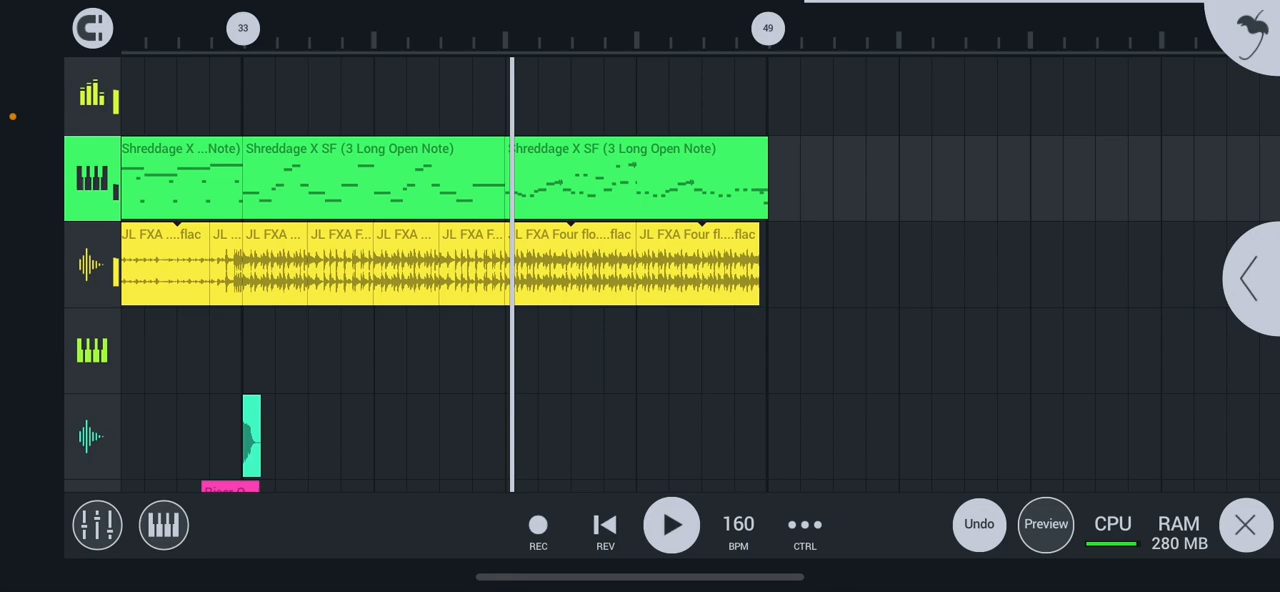 33
49
Shreddage X ...Note)
Shreddage X SF (3 Long Open Note)
Shreddage X SF (3 Long Open Note)
JL FXA ....flac
JL ...
JL FXA ...
JL FXA F...
JL FXA ...
JL FXA F...
JL FXA Four flo....flac
JL FXA Four fl....flac
REC
REV
160
BPM
CTRL
Undo
Preview
CPU
RAM
280 MB